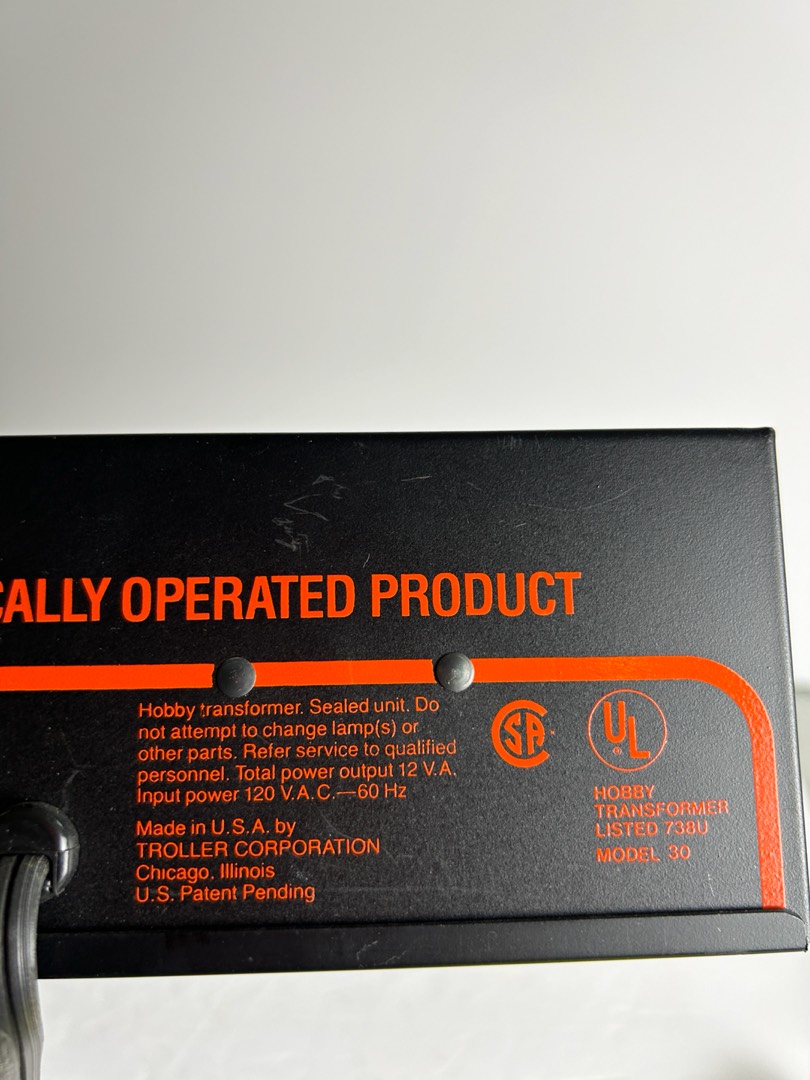 CALLY OPERATED PRODUCT
Hobby transformer. Sealed unit. Do
not attempt to change lamp(s) or
other parts. Refer service to qualified
personnel. Total power output 12 V.A.
Input power 120 V.A.C.—60 Hz
Made in U.S.A. by
TROLLER CORPORATION
Chicago, Illinois
U.S. Patent Pending
SA
UL
®
HOBBY
TRANSFORMER
LISTED 738U
MODEL 30